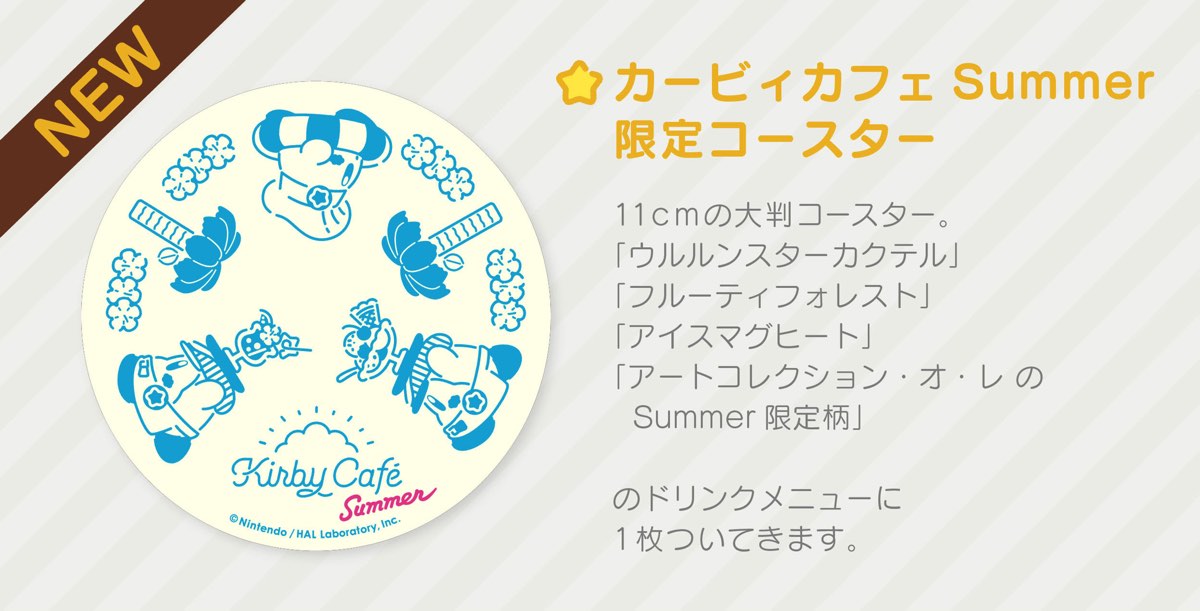 NEW
カービィカフェ Summer
限定コースター
11cmの大判コースター。
「ウルルンスターカクテル」
「フルーティフォレスト」
「アイスマグヒート」
「アートコレクション・オ・レ の
Summer 限定柄」
のドリンクメニューに
1枚ついてきます。
Kirby Café
Summer
©Nintendo / HAL Laboratory, Inc.